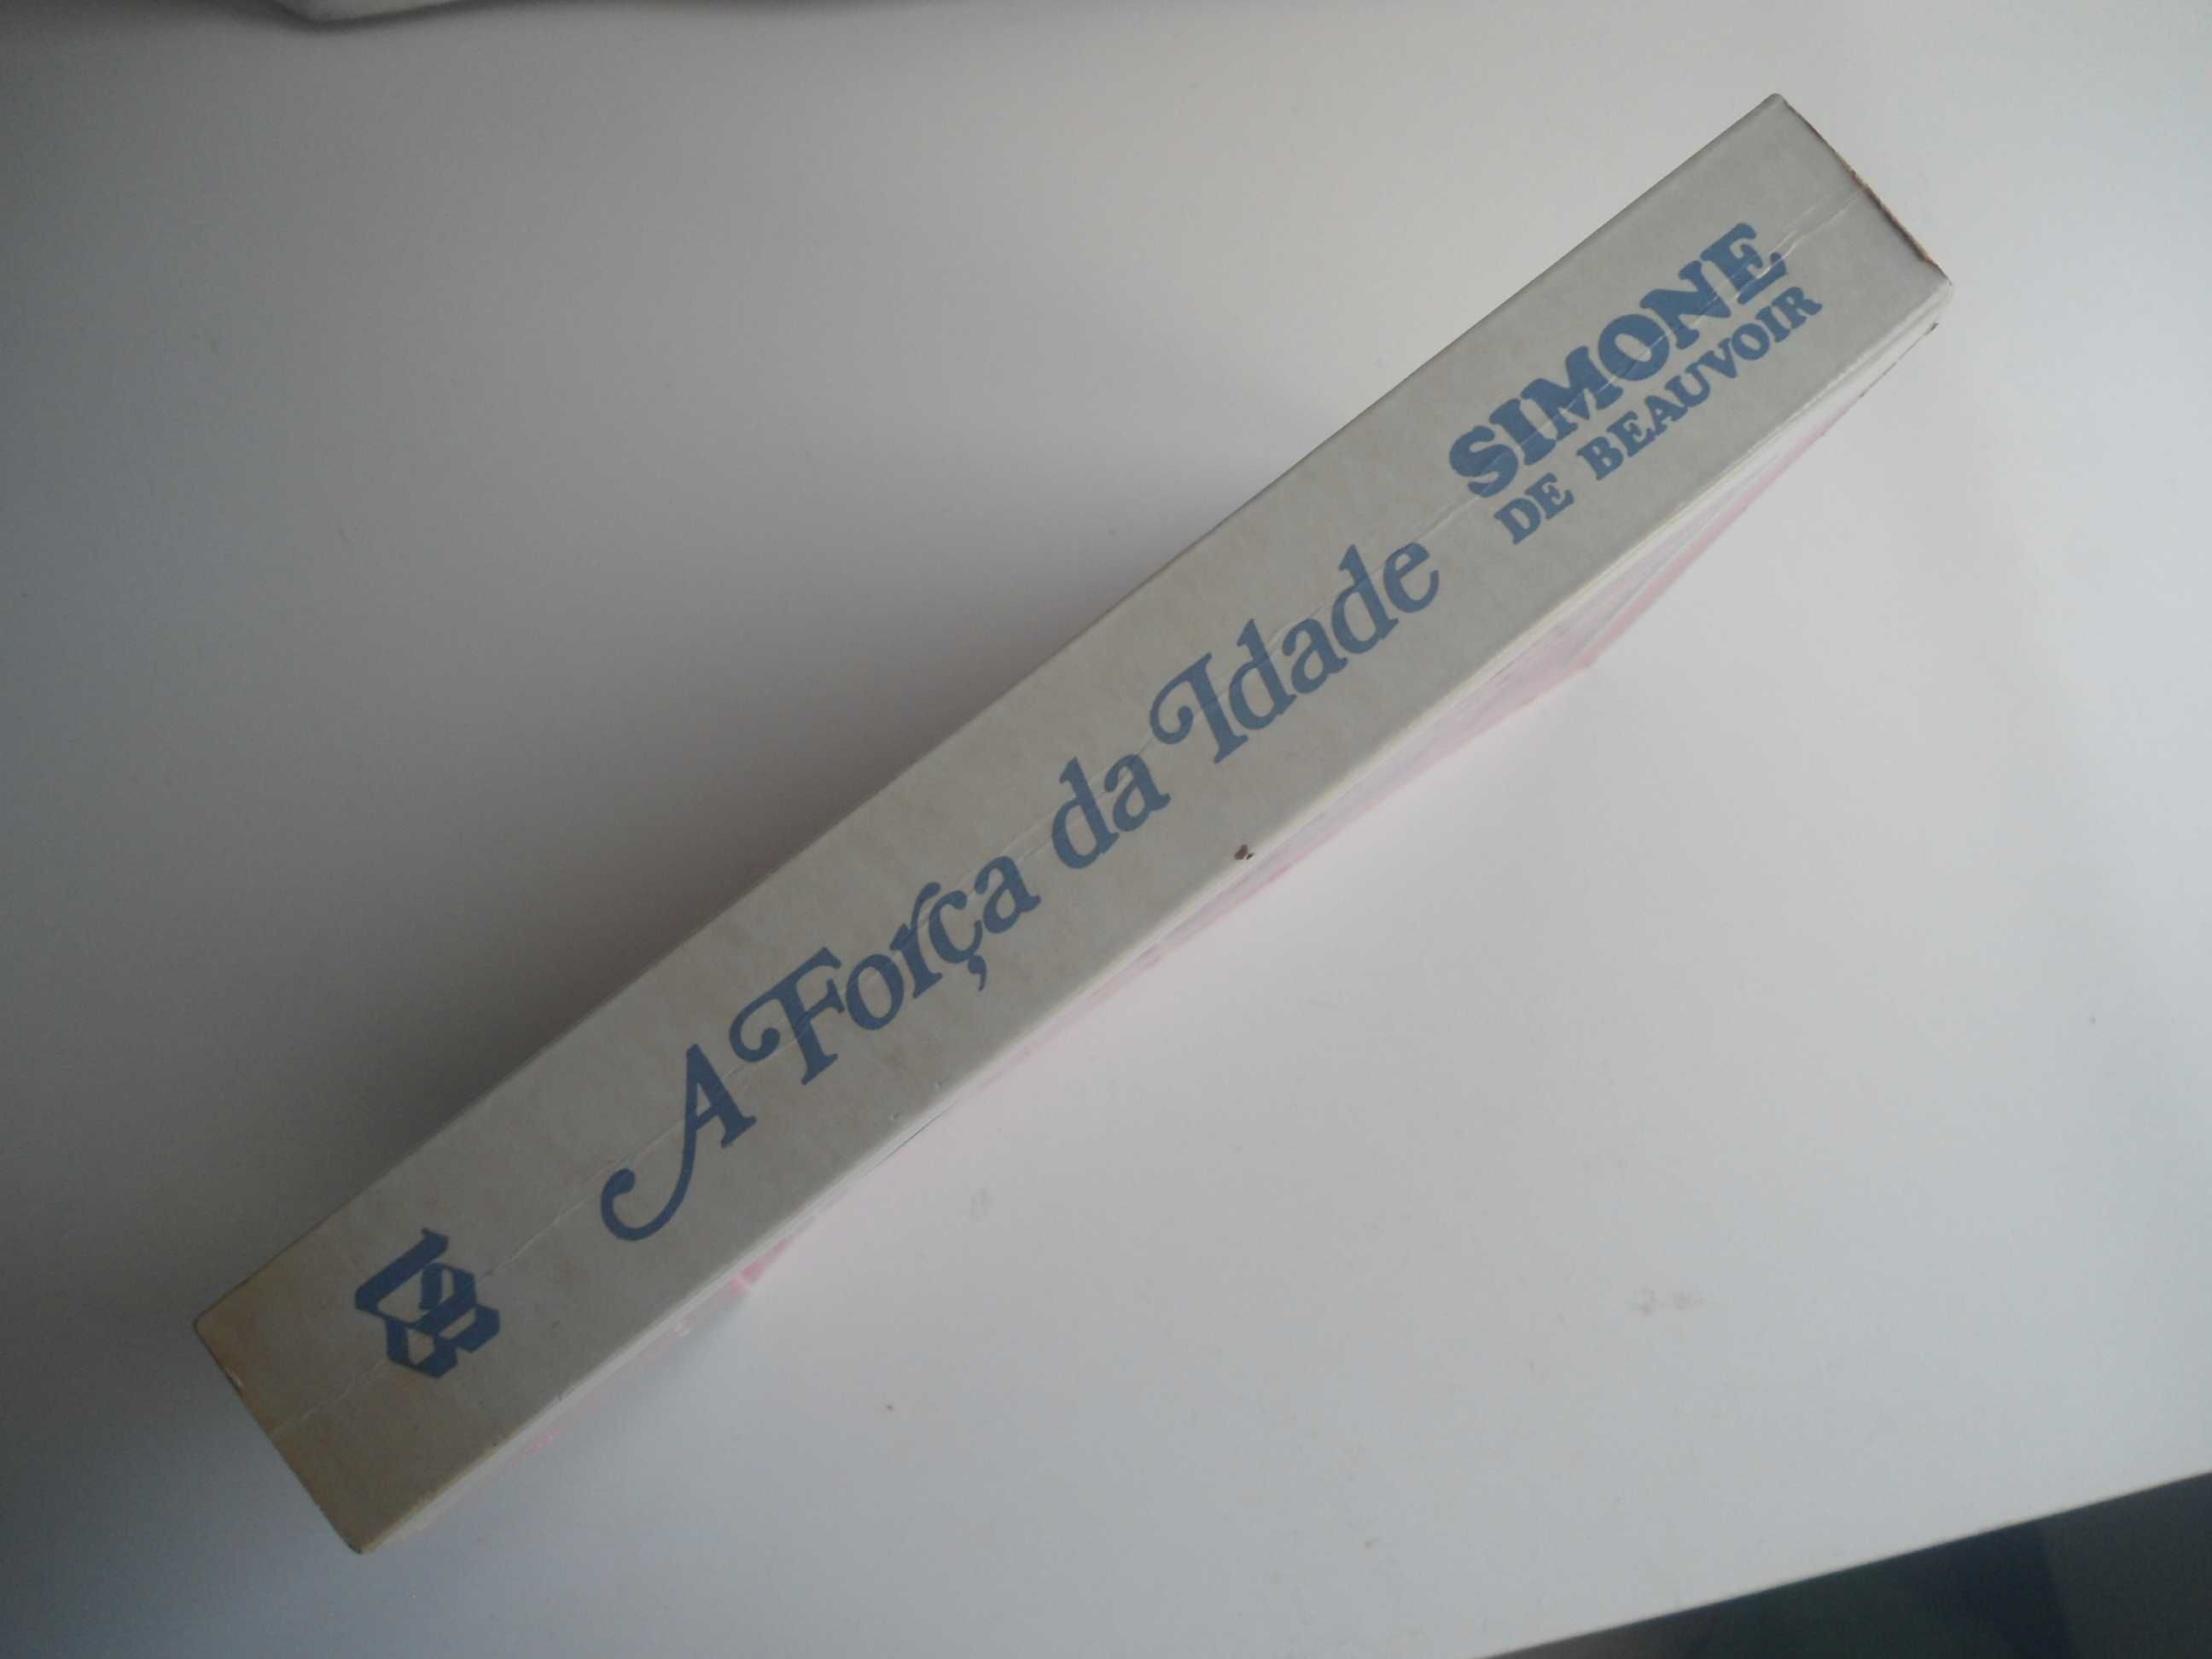 A Força da Idade
SIMONE
DE BEAUVOIR